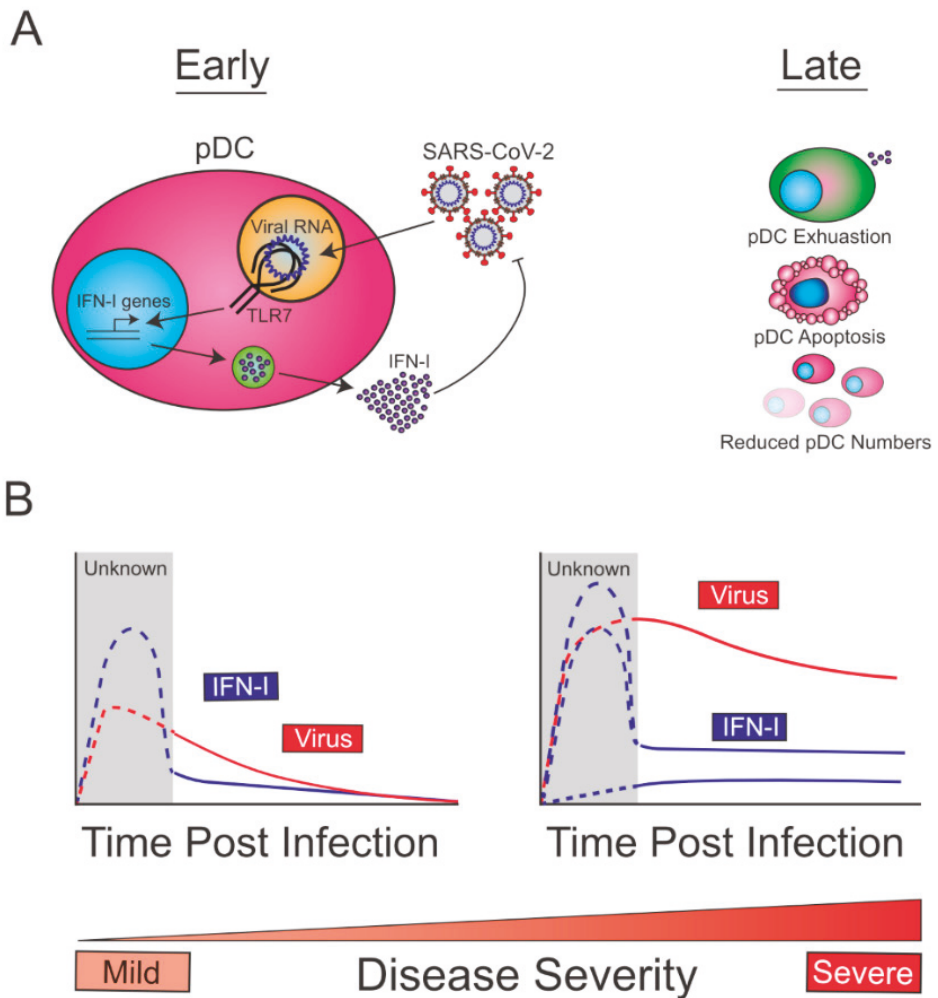 A
Early
Late
pDC
SARS-CoV-2
Viral RNA
IFN-I genes
TLR7
IFN-I
pDC Exhuastion
pDC Apoptosis
Reduced pDC Numbers
B
Unknown
IFN-I
Virus
Time Post Infection
Unknown
Virus
IFN-I
Time Post Infection
Mild
Disease Severity
Severe